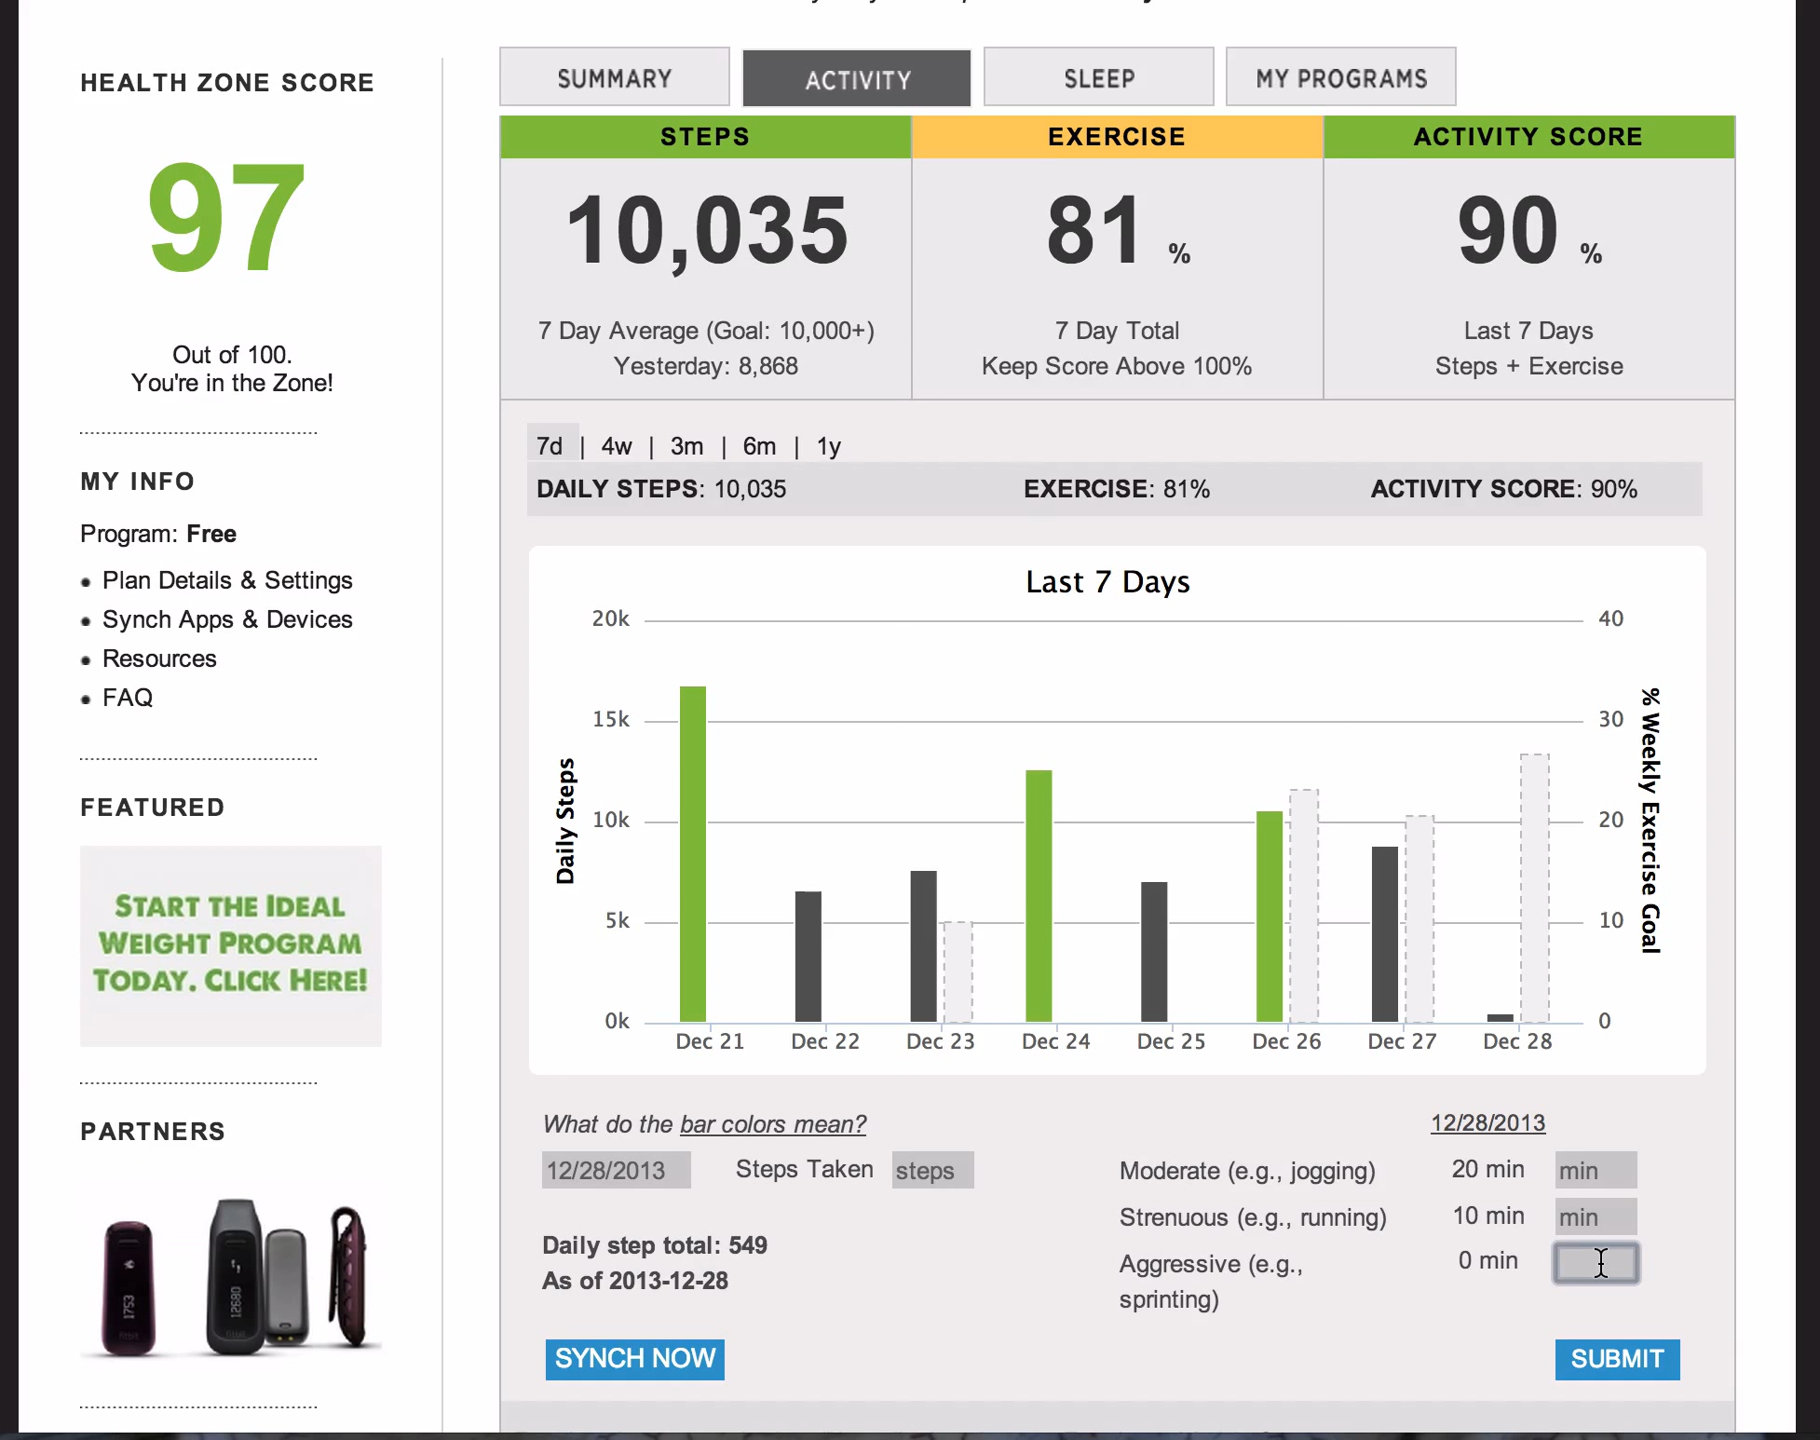 HEALTH ZONE SCORE
97
Out of 100.
You're in the Zone!
MY INFO
Program: Free
Plan Details & Settings
Synch Apps & Devices
Resources
FAQ
FEATURED
START THE IDEAL
WEIGHT PROGRAM
TODAY. CLICK HERE!
PARTNERS
1753
12680
SUMMARY
ACTIVITY
SLEEP
MY PROGRAMS
STEPS
10,035
7 Day Average (Goal: 10,000+)
Yesterday: 8,868
EXERCISE
81 %
7 Day Total
Keep Score Above 100%
ACTIVITY SCORE
90 %
Last 7 Days
Steps + Exercise
7d | 4w | 3m | 6m | 1y
DAILY STEPS: 10,035 EXERCISE: 81% ACTIVITY SCORE: 90%
Last 7 Days
Daily Steps
20k
15k
10k
5k
0k
40
30
20
10
0
% Weekly Exercise Goal
Dec 21 Dec 22 Dec 23 Dec 24 Dec 25 Dec 26 Dec 27 Dec 28
What do the bar colors mean?
12/28/2013 Steps Taken steps
Daily step total: 549
As of 2013-12-28
SYNCH NOW
12/28/2013
Moderate (e.g., jogging) 20 min min
Strenuous (e.g., running) 10 min min
Aggressive (e.g., 0 min
sprinting)
SUBMIT